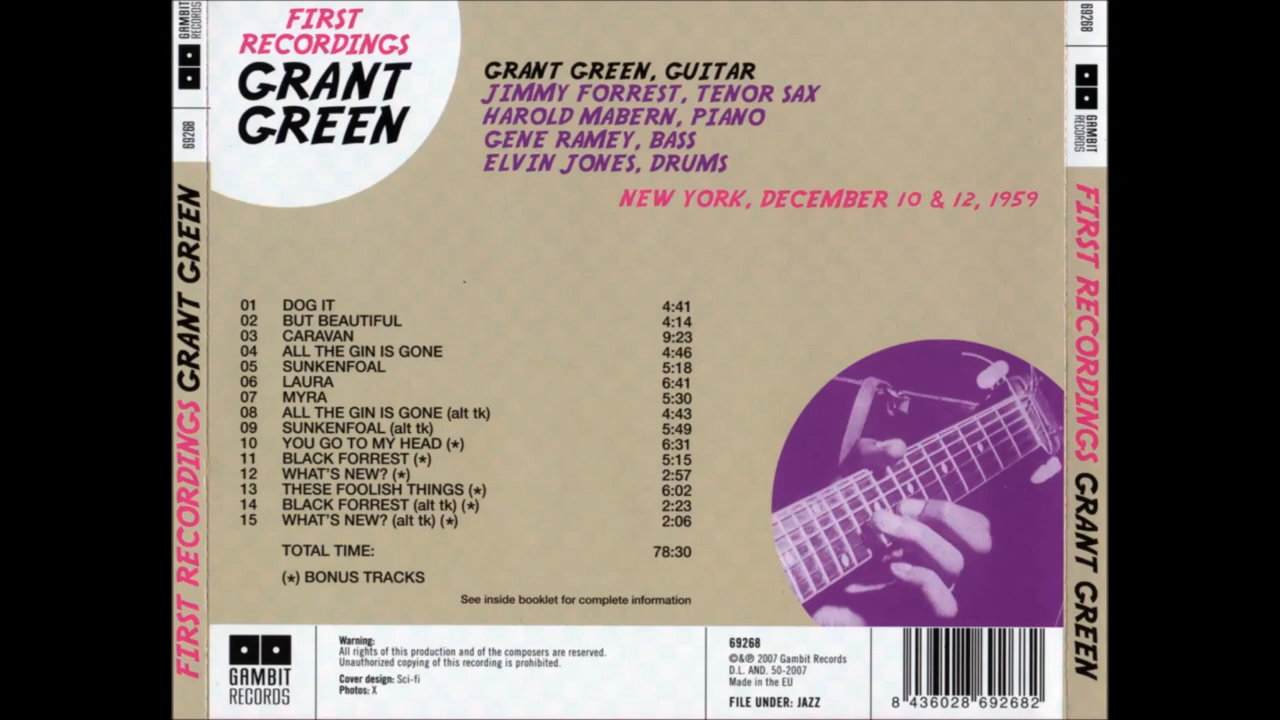 FIRST
RECORDINGS
GRANT
GREEN
GRANT GREEN, GUITAR
JIMMY FORREST, TENOR SAX
HAROLD MABERN, PIANO
GENE RAMEY, BASS
ELVIN JONES, DRUMS
NEW YORK, DECEMBER 10 & 12, 1959
01 DOG IT 4:41
02 BUT BEAUTIFUL 4:14
03 CARAVAN 9:23
04 ALL THE GIN IS GONE 4:46
05 SUNKENFOAL 5:18
06 LAURA 6:41
07 MYRA 5:30
08 ALL THE GIN IS GONE (alt tk) 4:43
09 SUNKENFOAL (alt tk) 5:49
10 YOU GO TO MY HEAD (*) 6:31
11 BLACK FORREST (*) 5:15
12 WHAT'S NEW? (*) 2:57
13 THESE FOOLISH THINGS (*) 6:02
14 BLACK FORREST (alt tk) (*) 2:23
15 WHAT'S NEW? (alt tk) (*) 2:06
TOTAL TIME: 78:30
(*) BONUS TRACKS
See inside booklet for complete information
GAMBIT
RECORDS
Warning:
All rights of this production and of the composers are reserved.
Unauthorized copying of this recording is prohibited.
Cover design: Sci-fi
Photos: X
69268
©&℗ 2007 Gambit Records
D.L. AND. 50-2007
Made in the EU
FILE UNDER: JAZZ
8 436028 692682
GAMBIT
RECORDS
69268
FIRST RECORDINGS GRANT GREEN
69268
GAMBIT
RECORDS
FIRST RECORDINGS GRANT GREEN